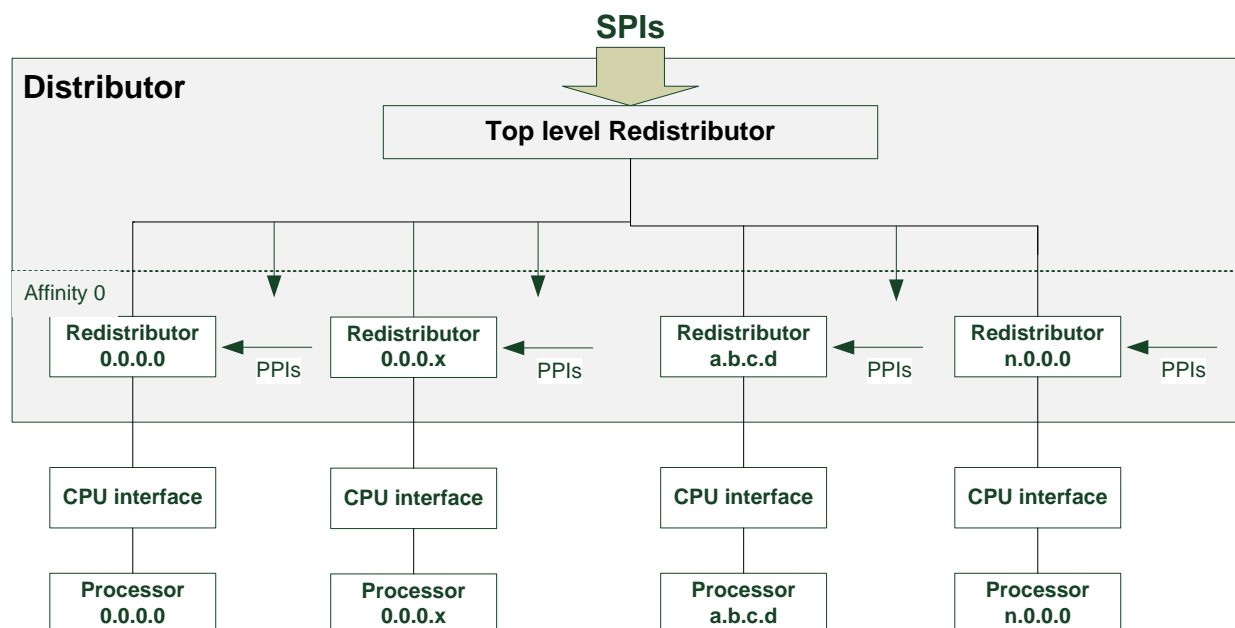 SPIs
Distributor
Top level Redistributor
Affinity 0
Redistributor
0.0.0.0
PPIs
Redistributor
0.0.0.x
PPIs
Redistributor
a.b.c.d
PPIs
Redistributor
n.0.0.0
PPIs
CPU interface
CPU interface
CPU interface
CPU interface
Processor
0.0.0.0
Processor
0.0.0.x
Processor
a.b.c.d
Processor
n.0.0.0